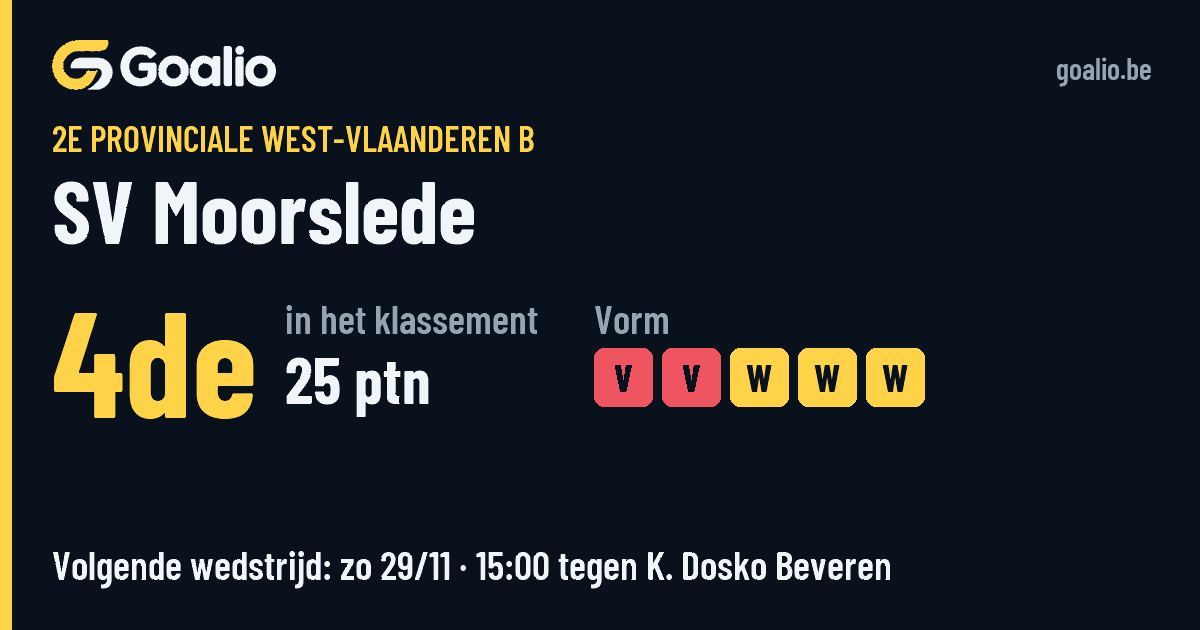 Goalio
goalio.be
2E PROVINCIALE WEST-VLAANDEREN B
SV Moorslede
4de
in het klassement
25 ptn
Vorm
V V W W W
Volgende wedstrijd: zo 29/11 · 15:00 tegen K. Dosko Beveren